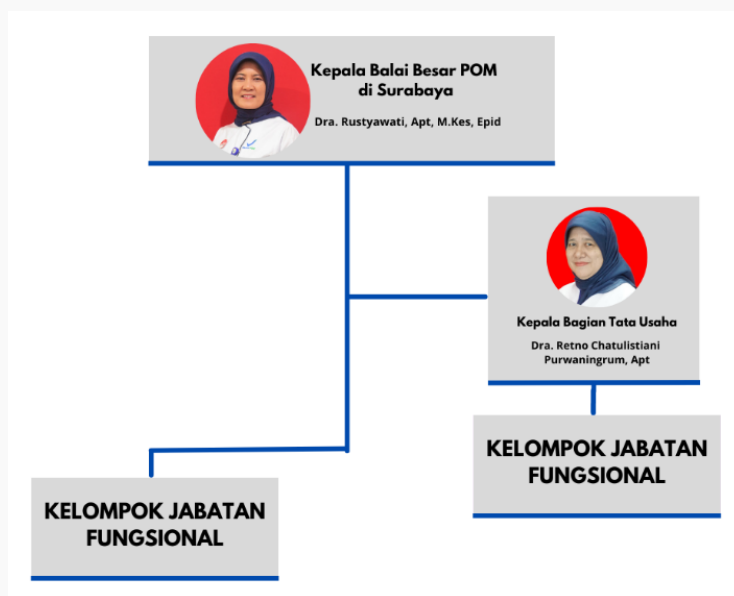 Kepala Balai Besar POM
di Surabaya
Dra. Rustyawati, Apt, M.Kes, Epid
Kepala Bagian Tata Usaha
Dra. Retno Chatulistiani
Purwaningrum, Apt
KELOMPOK JABATAN
FUNGSIONAL
KELOMPOK JABATAN
FUNGSIONAL